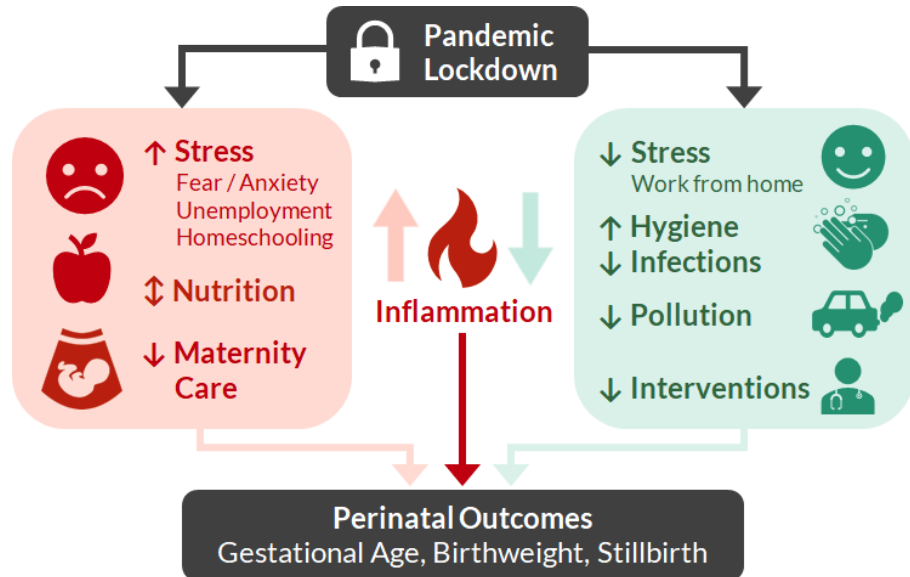 Pandemic
Lockdown
↑ Stress
Fear / Anxiety
Unemployment
Homeschooling
↕ Nutrition
↓ Maternity
Care
Inflammation
↓ Stress
Work from home
↑ Hygiene
↓ Infections
↓ Pollution
↓ Interventions
Perinatal Outcomes
Gestational Age, Birthweight, Stillbirth